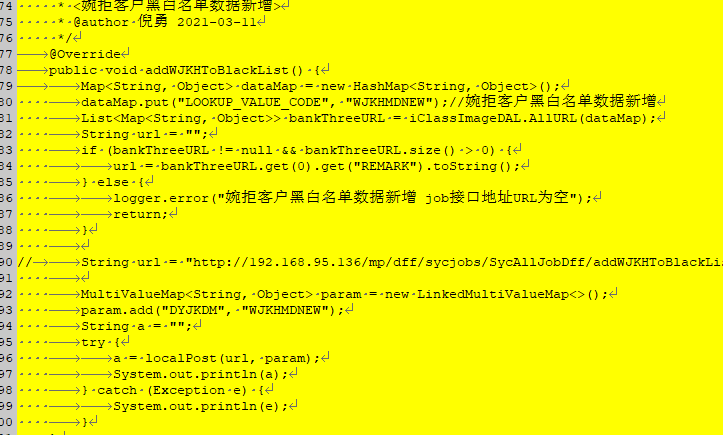 74 * <婉拒客户黑白名单数据新增>
75 * @author 倪勇 2021-03-11
76 */
77 @Override
78 public void addWJKHToBlackList() {
79 Map<String, Object> dataMap = new HashMap<String, Object>();
80 dataMap.put("LOOKUP_VALUE_CODE", "WJKHMDNEW");//婉拒客户黑白名单数据新增
81 List<Map<String, Object>> bankThreeURL = iClassImageDAL.AllURL(dataMap);
82 String url = "";
83 if (bankThreeURL != null && bankThreeURL.size() > 0) {
84 url = bankThreeURL.get(0).get("REMARK").toString();
85 } else {
86 logger.error("婉拒客户黑白名单数据新增 job接口地址URL为空");
87 return;
88 }
89
90 // String url = "http://192.168.95.136/mp/dff/sycjobs/SycAllJobDff/addWJKHToBlackLi
91
92 MultiValueMap<String, Object> param = new LinkedMultiValueMap<>();
93 param.add("DYJKDM", "WJKHMDNEW");
94 String a = "";
95 try {
96 a = localPost(url, param);
97 System.out.println(a);
98 } catch (Exception e) {
99 System.out.println(e);
00 }